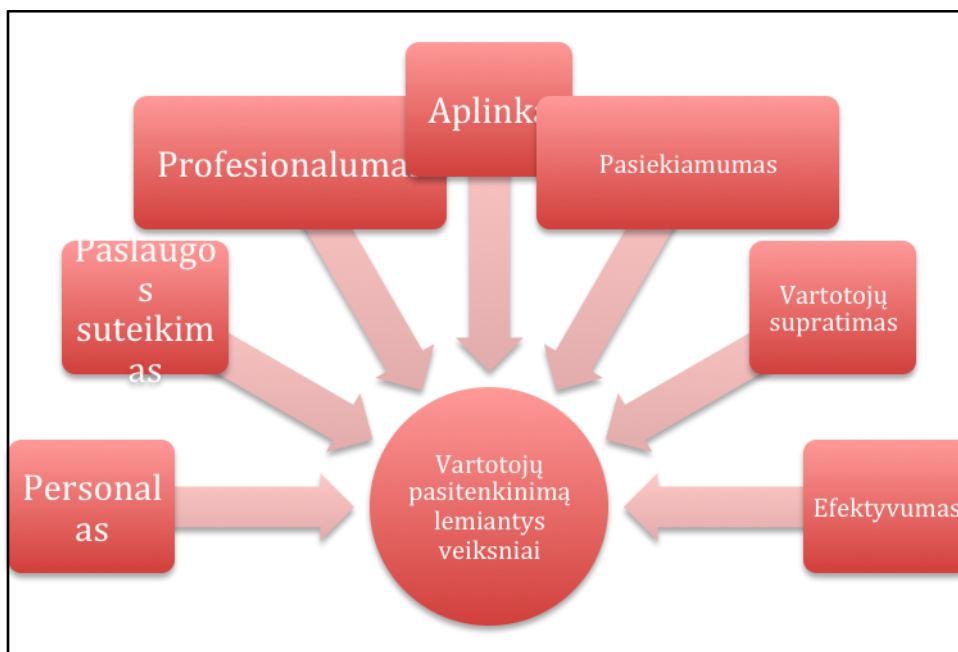 Aplinka
Profesionalumas
Pasiekiamumas
Paslaugo
s
suteikim
as
Vartotojų
supratimas
Personal
as
Vartotojų
pasitenkinimą
lemiantys
veiksniai
Efektyvumas